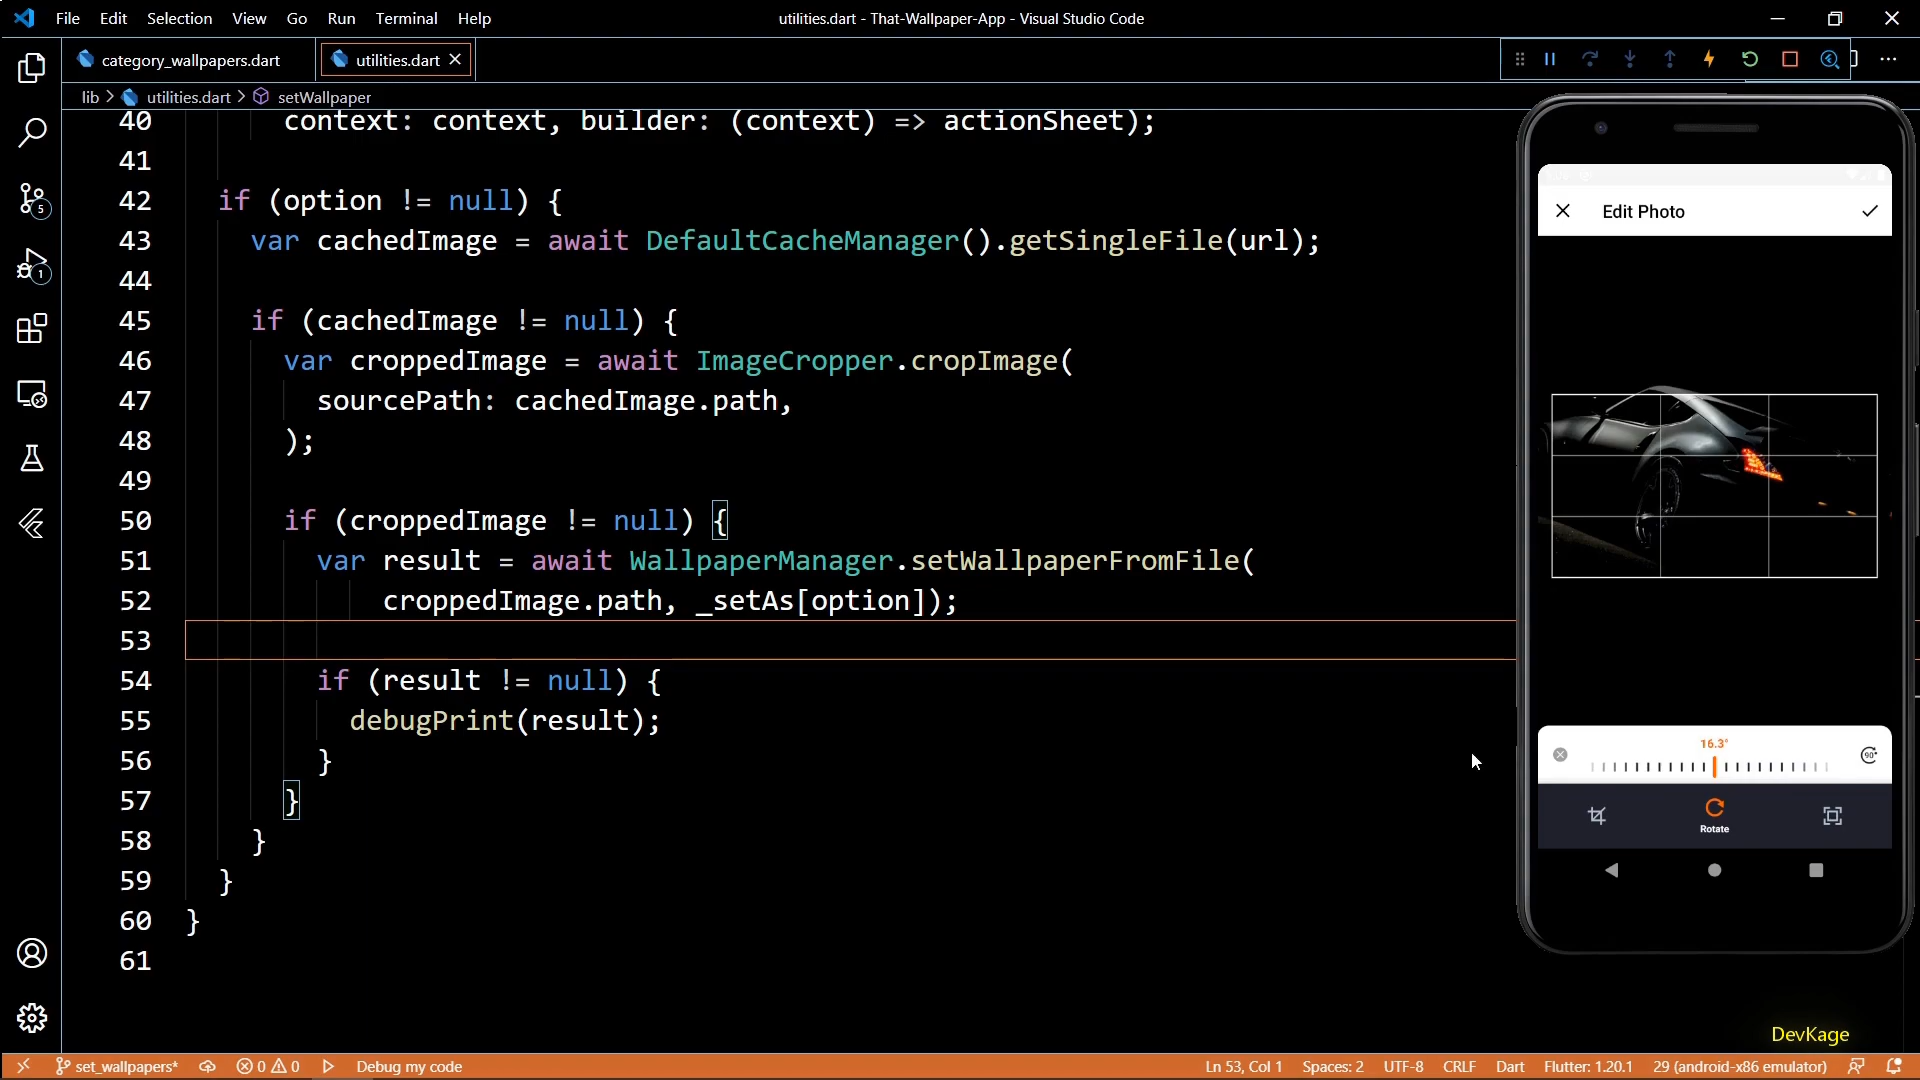 File Edit Selection View Go Run Terminal Help
utilities.dart - That-Wallpaper-App - Visual Studio Code
category_wallpapers.dart
utilities.dart
lib > utilities.dart > setWallpaper
40 context: context, builder: (context) => actionSheet);
41
42 if (option != null) {
43 var cachedImage = await DefaultCacheManager().getSingleFile(url);
44
45 if (cachedImage != null) {
46 var croppedImage = await ImageCropper.cropImage(
47 sourcePath: cachedImage.path,
48 );
49
50 if (croppedImage != null) {
51 var result = await WallpaperManager.setWallpaperFromFile(
52 croppedImage.path, _setAs[option]);
53
54 if (result != null) {
55 debugPrint(result);
56 }
57 }
58 }
59 }
60 }
61
5
1
Edit Photo
16.3°
90°
Rotate
DevKage
set_wallpapers* 0 0 Debug my code
Ln 53, Col 1 Spaces: 2 UTF-8 CRLF Dart Flutter: 1.20.1 29 (android-x86 emulator)